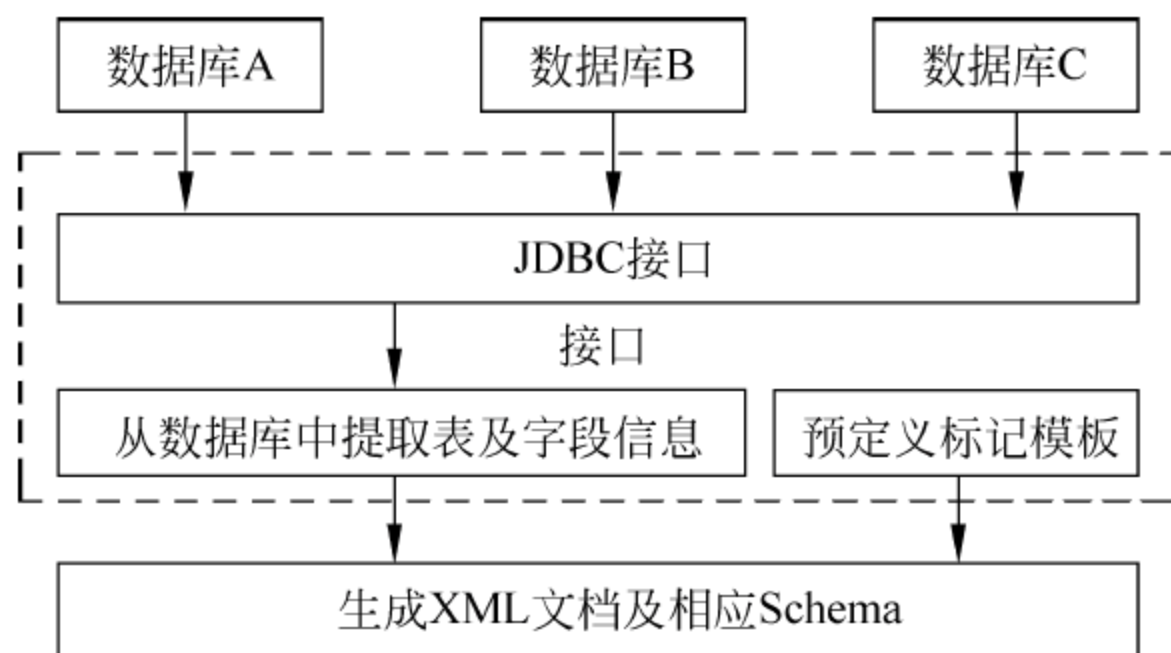 数据库A
数据库B
数据库C
JDBC接口
接口
从数据库中提取表及字段信息
预定义标记模板
生成XML文档及相应Schema